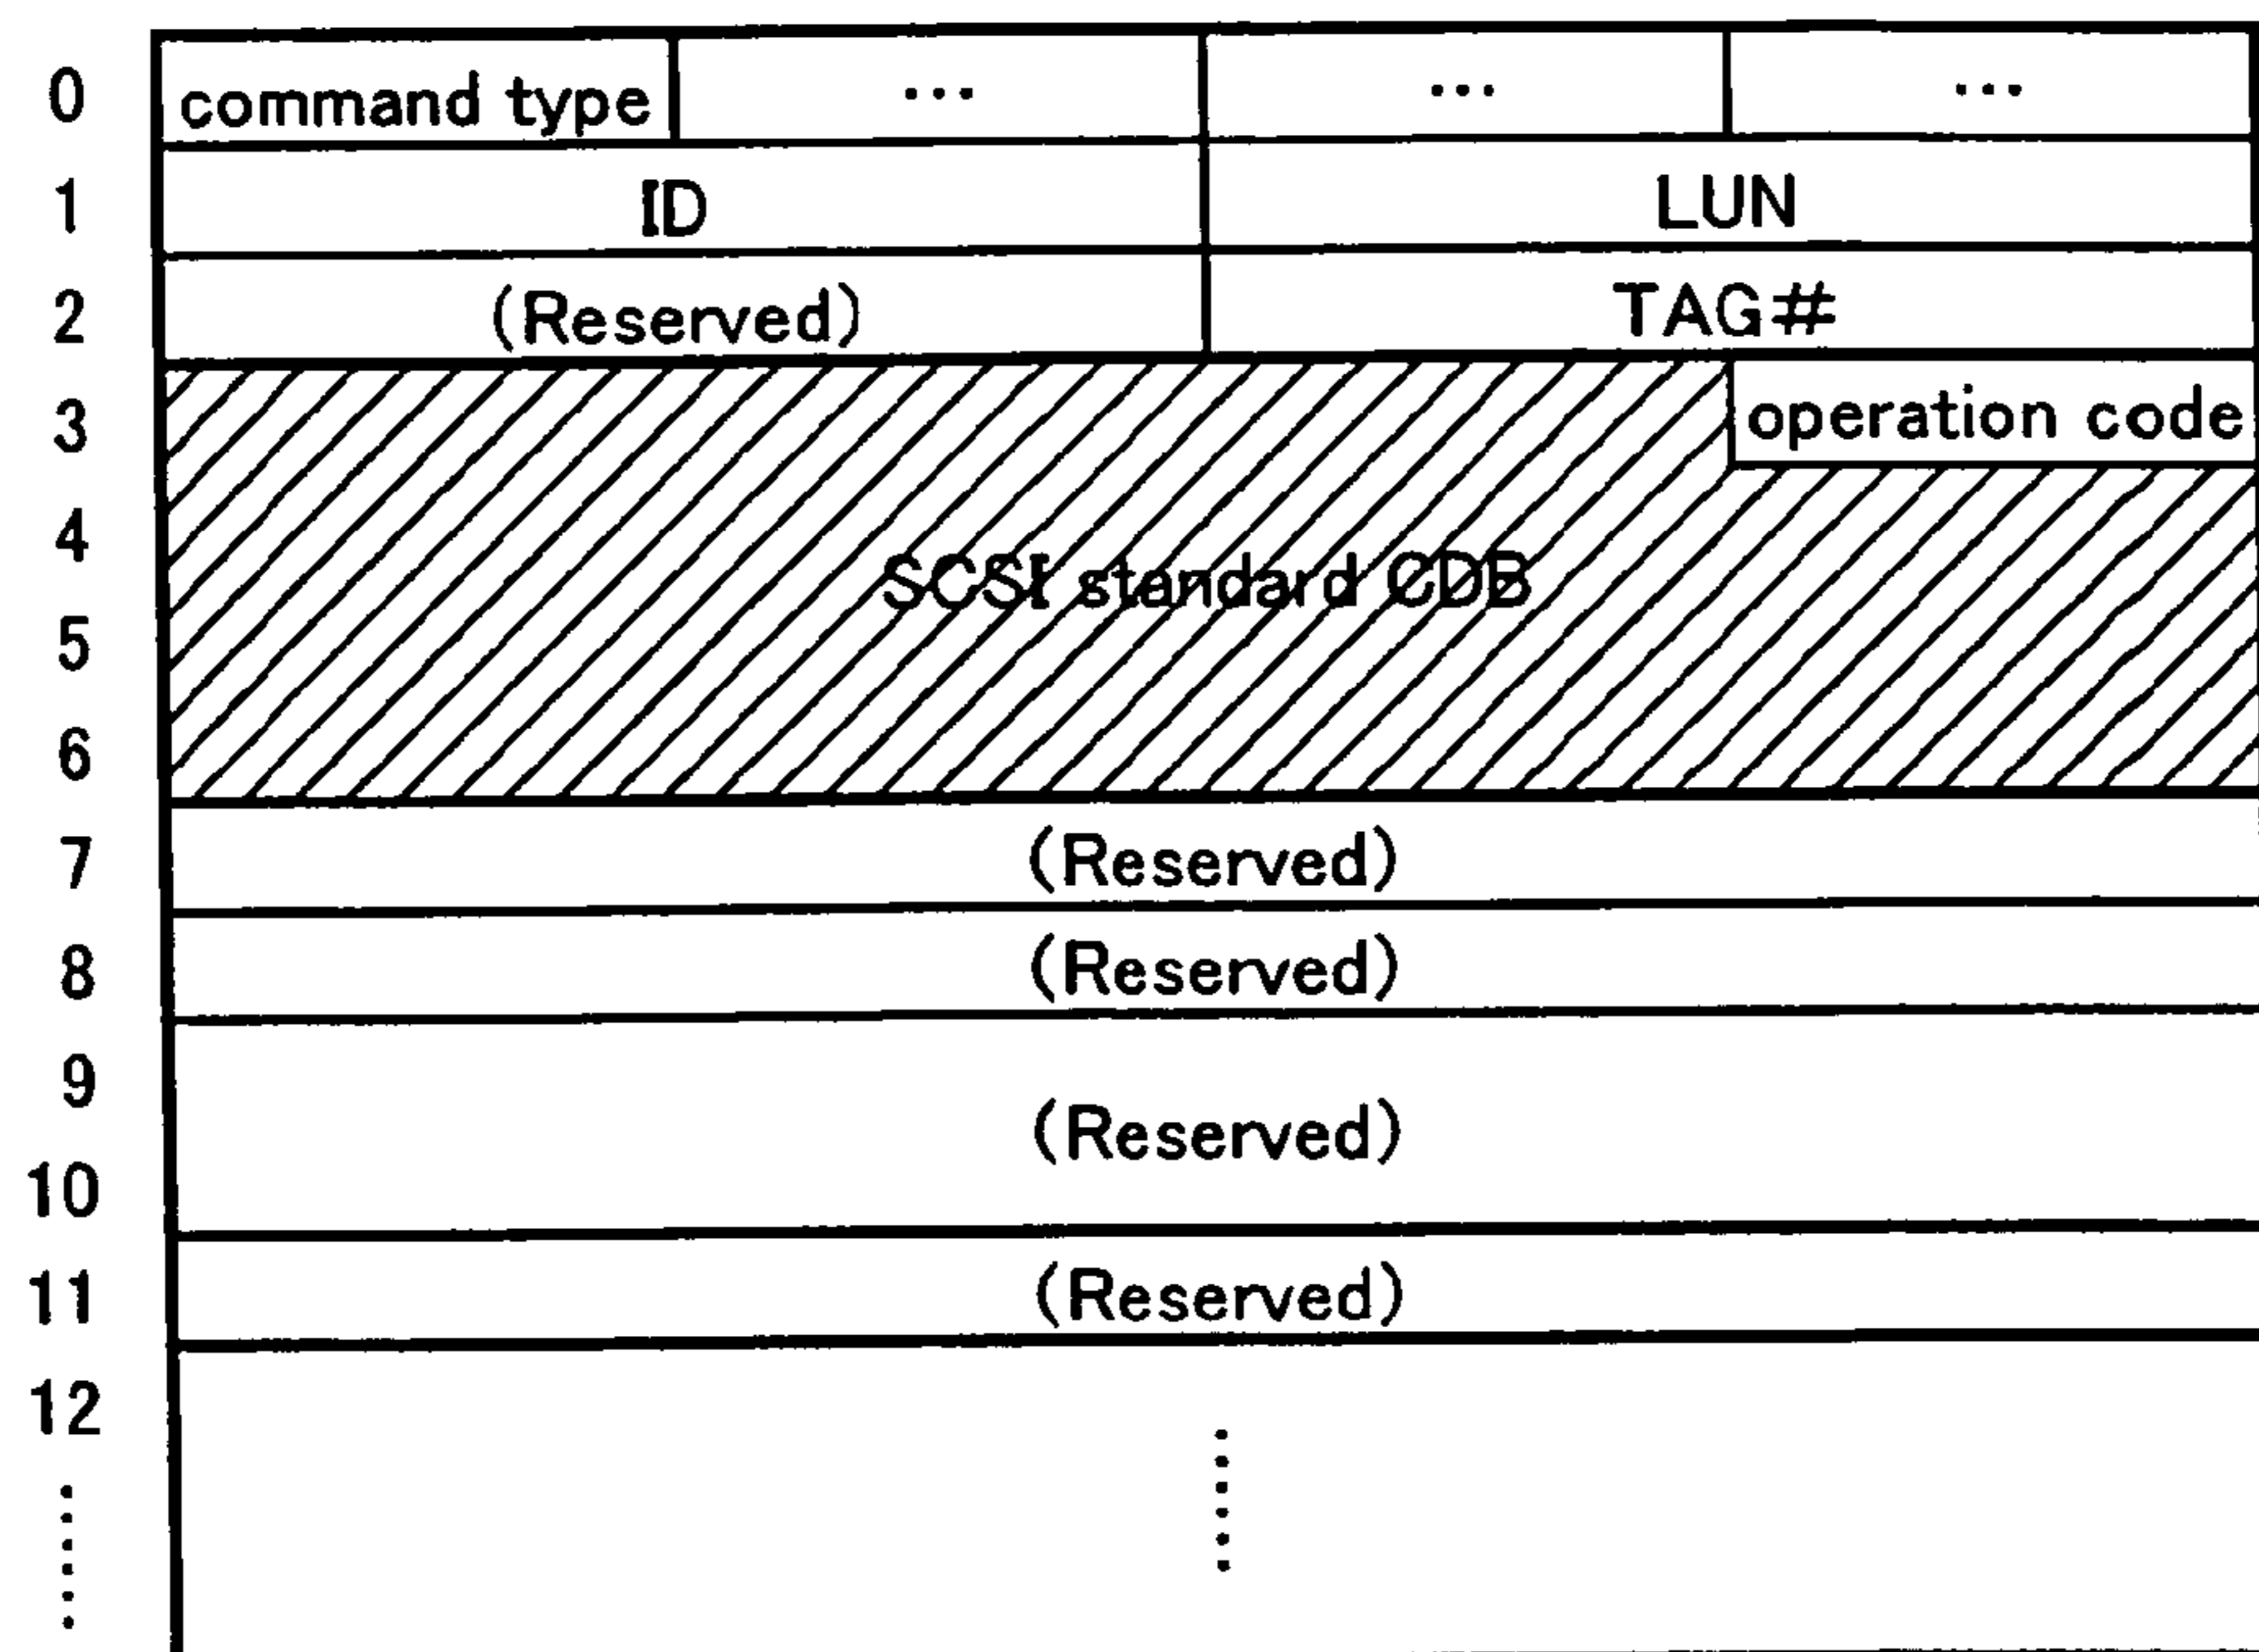 0 command type ... ... ...
1 ID LUN
2 (Reserved) TAG#
3 operation code
4
SCSI standard CDB
5
6
7 (Reserved)
8 (Reserved)
9
(Reserved)
10
11 (Reserved)
12